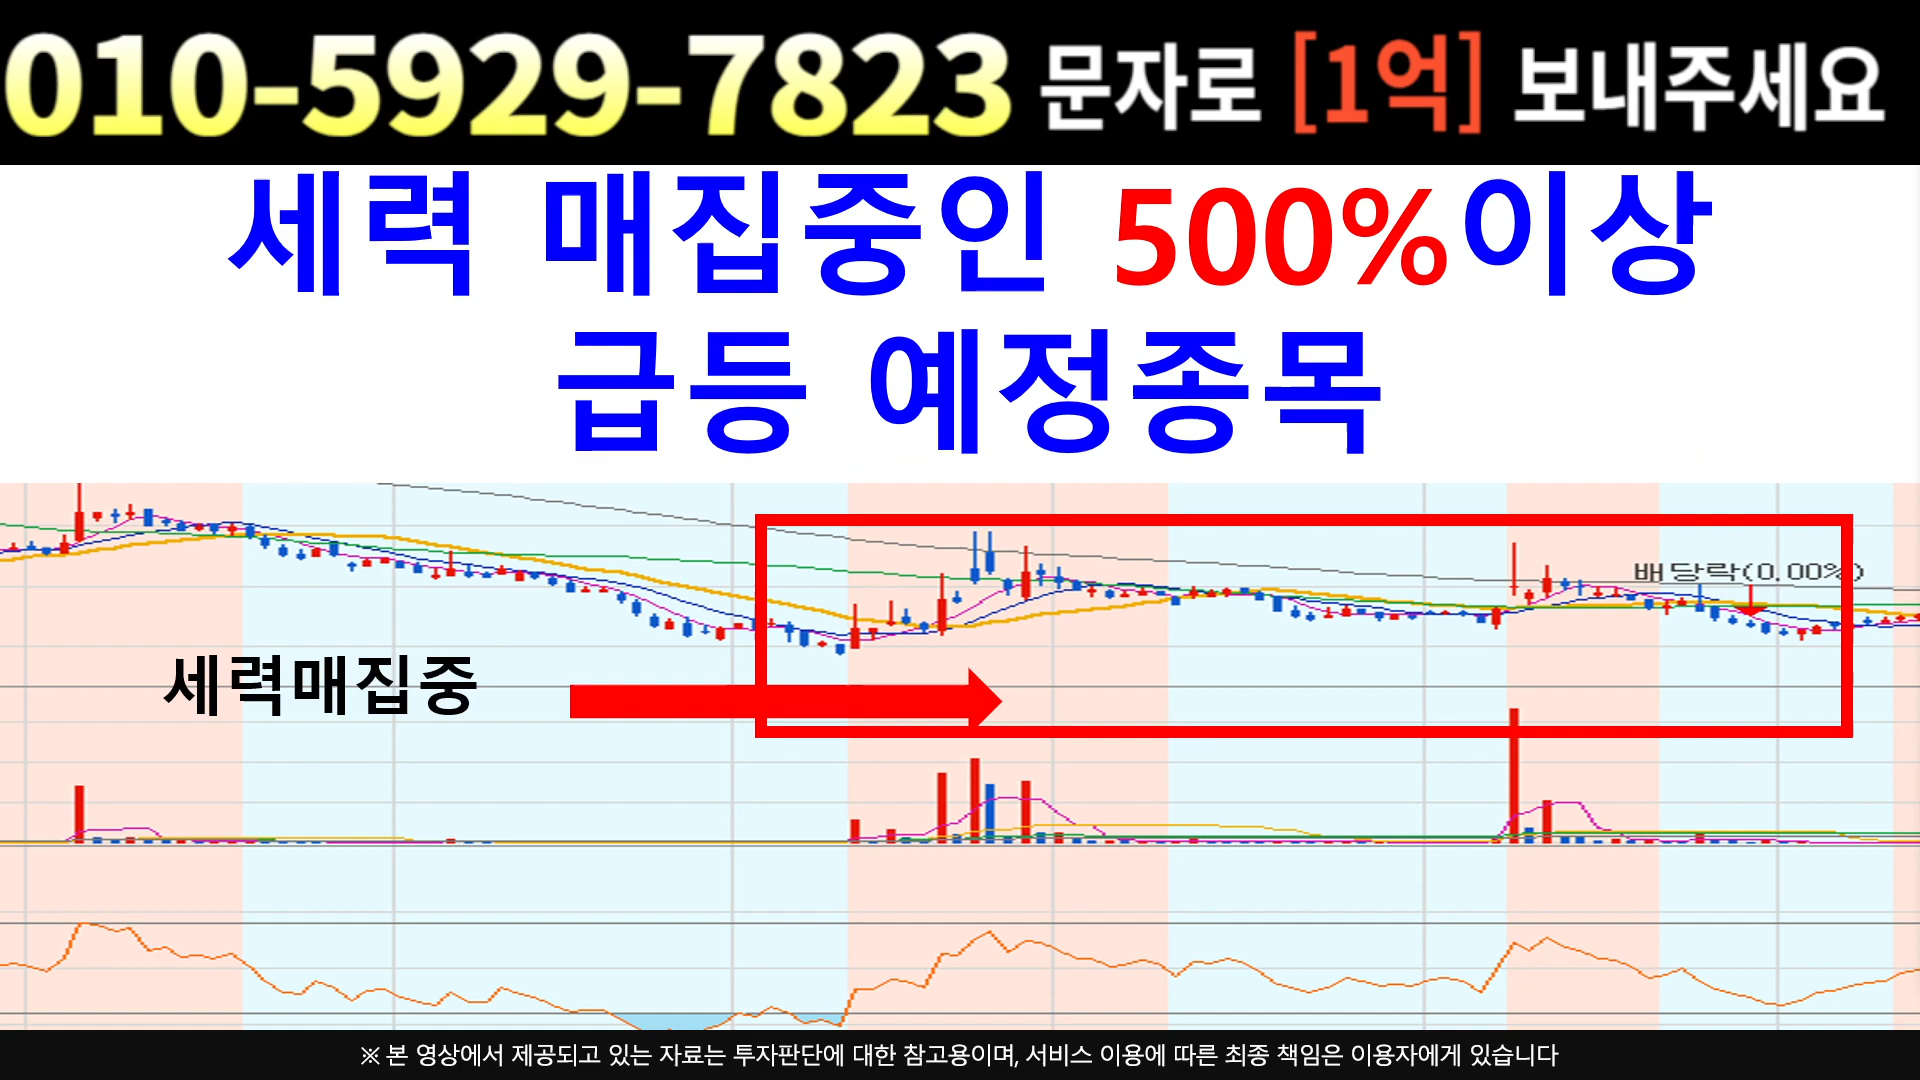 010-5929-7823 문자로 [1억] 보내주세요
세력 매집중인 500%이상
급등 예정종목
배당락(0.00%)
세력매집중
※ 본 영상에서 제공되고 있는 자료는 투자판단에 대한 참고용이며, 서비스 이용에 따른 최종 책임은 이용자에게 있습니다